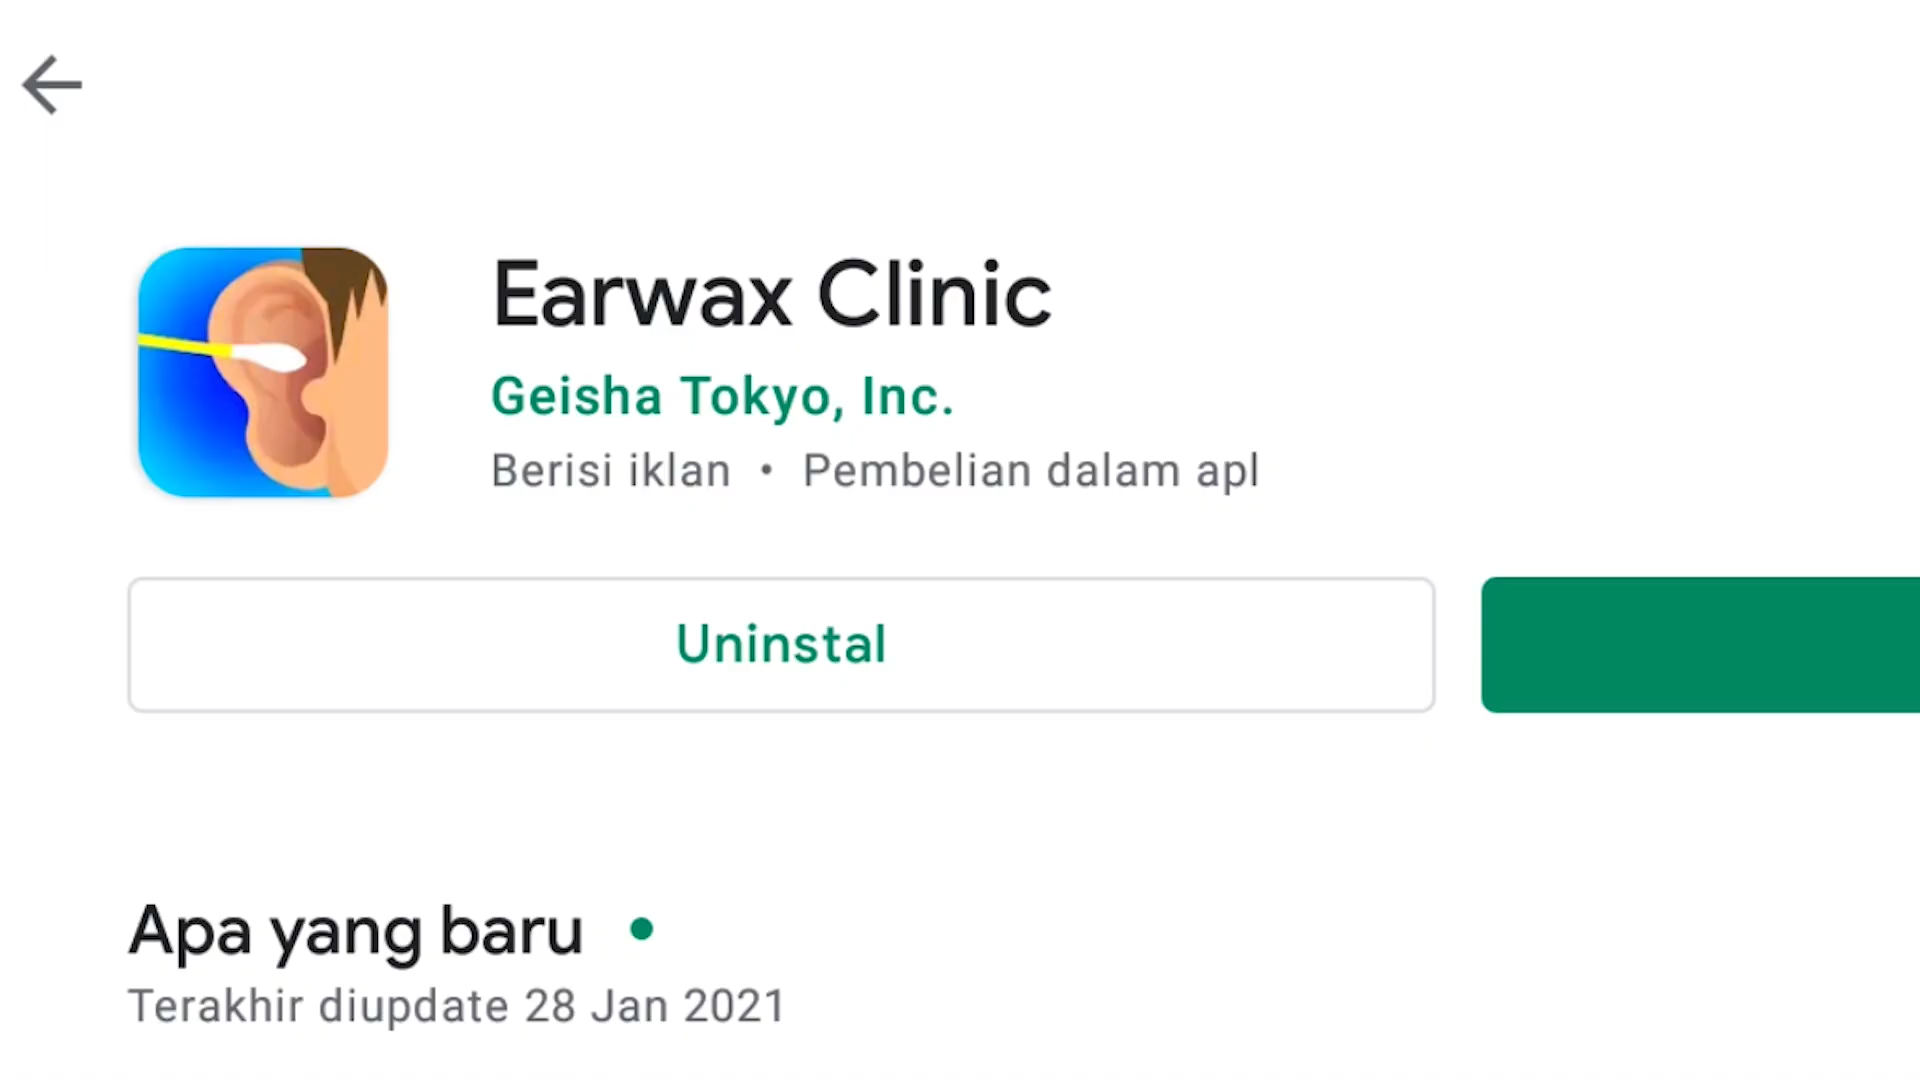 Earwax Clinic
Geisha Tokyo, Inc.
Berisi iklan • Pembelian dalam apl
Uninstal
Apa yang baru
Terakhir diupdate 28 Jan 2021